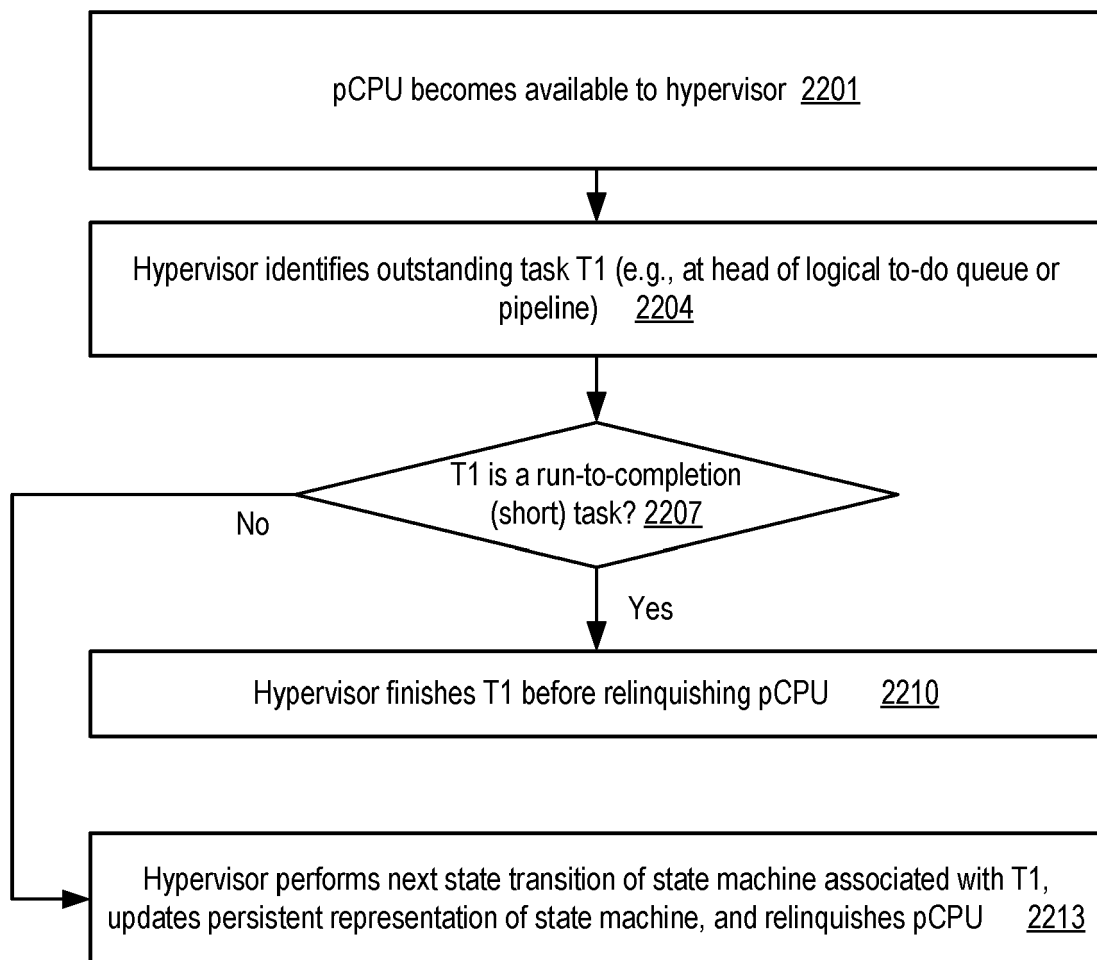 pCPU becomes available to hypervisor 2201
Hypervisor identifies outstanding task T1 (e.g., at head of logical to-do queue or
pipeline) 2204
T1 is a run-to-completion
(short) task? 2207
No
Yes
Hypervisor finishes T1 before relinquishing pCPU 2210
Hypervisor performs next state transition of state machine associated with T1,
updates persistent representation of state machine, and relinquishes pCPU 2213